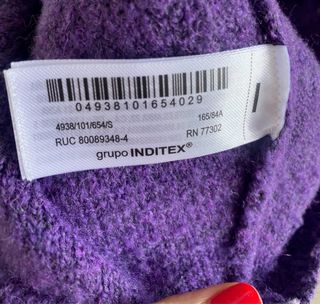 04938101654029
4938/101/654/S 165/84A
RUC 80089348-4 RN 77302
grupo INDITEX®